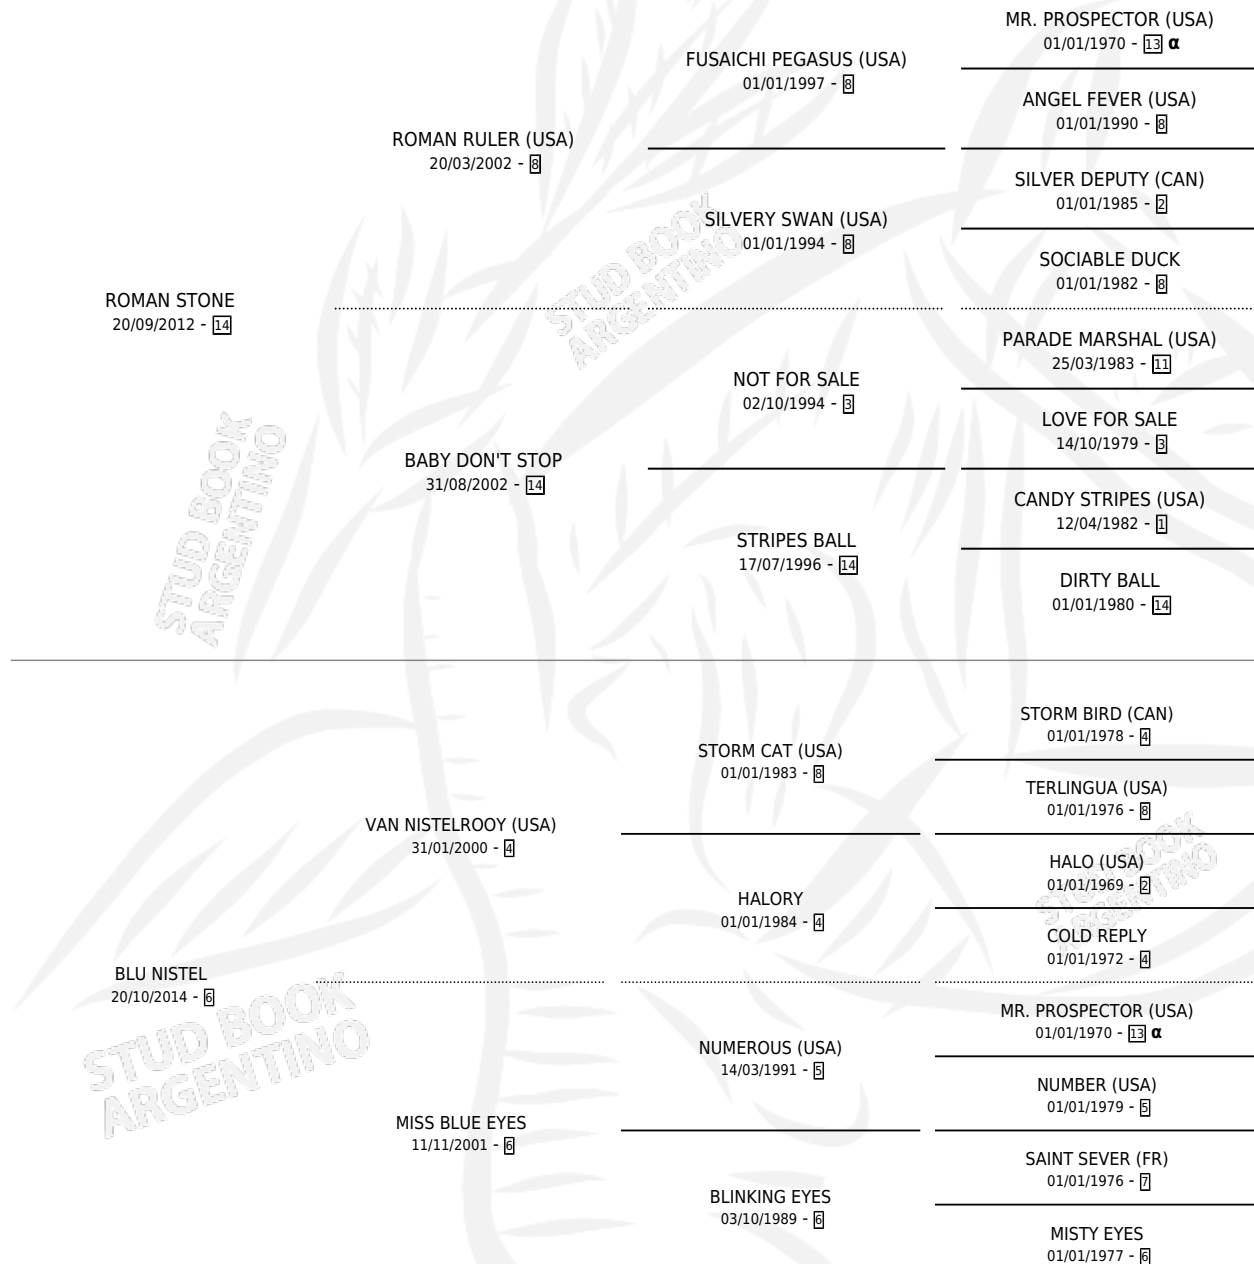 MR. PROSPECTOR (USA)
01/01/1970 - 13 α
FUSAICHI PEGASUS (USA)
01/01/1997 - 8
ANGEL FEVER (USA)
01/01/1990 - 8
ROMAN RULER (USA)
20/03/2002 - 8
SILVER DEPUTY (CAN)
01/01/1985 - 2
SILVERY SWAN (USA)
01/01/1994 - 8
SOCIABLE DUCK
01/01/1982 - 8
ROMAN STONE
20/09/2012 - 14
PARADE MARSHAL (USA)
25/03/1983 - 11
NOT FOR SALE
02/10/1994 - 3
LOVE FOR SALE
14/10/1979 - 3
BABY DON'T STOP
31/08/2002 - 14
CANDY STRIPES (USA)
12/04/1982 - 1
STRIPES BALL
17/07/1996 - 14
DIRTY BALL
01/01/1980 - 14
STORM BIRD (CAN)
01/01/1978 - 4
STORM CAT (USA)
01/01/1983 - 8
TERLINGUA (USA)
01/01/1976 - 8
VAN NISTELROOY (USA)
31/01/2000 - 4
HALO (USA)
01/01/1969 - 2
HALORY
01/01/1984 - 4
COLD REPLY
01/01/1972 - 4
BLU NISTEL
20/10/2014 - 6
MR. PROSPECTOR (USA)
01/01/1970 - 13 α
NUMEROUS (USA)
14/03/1991 - 5
NUMBER (USA)
01/01/1979 - 5
MISS BLUE EYES
11/11/2001 - 6
SAINT SEVER (FR)
01/01/1976 - 7
BLINKING EYES
03/10/1989 - 6
MISTY EYES
01/01/1977 - 6
STUD BOOK
ARGENTINO
STUD BOOK
ARGENTINO
STUD BOOK
ARGENTINO
STUD BOOK
ARGENTINO